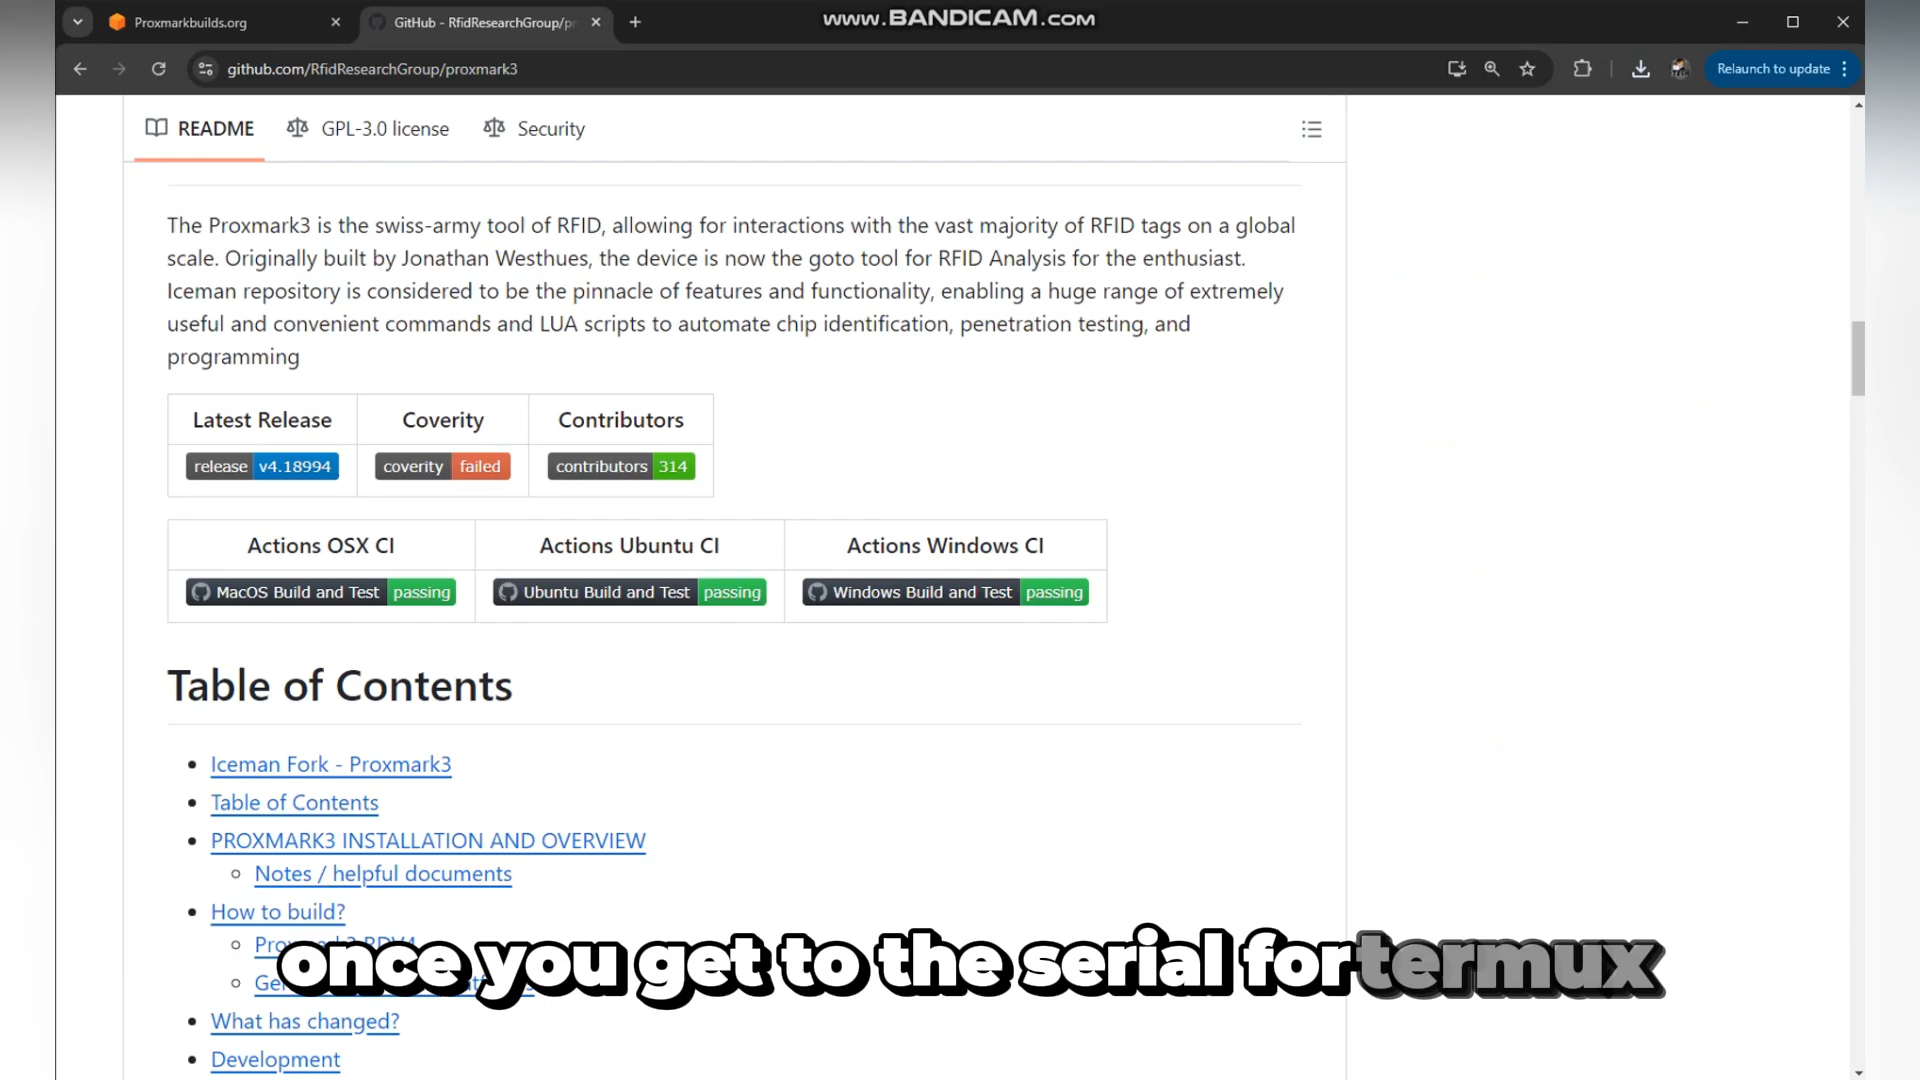 Proxmarkbuilds.org
GitHub - RfidResearchGroup/pr
www.BANDICAM.com
github.com/RfidResearchGroup/proxmark3
Relaunch to update
README
GPL-3.0 license
Security
The Proxmark3 is the swiss-army tool of RFID, allowing for interactions with the vast majority of RFID tags on a global
scale. Originally built by Jonathan Westhues, the device is now the goto tool for RFID Analysis for the enthusiast.
Iceman repository is considered to be the pinnacle of features and functionality, enabling a huge range of extremely
useful and convenient commands and LUA scripts to automate chip identification, penetration testing, and
programming
Latest Release Coverity Contributors
release v4.18994 coverity failed contributors 314
Actions OSX CI Actions Ubuntu CI Actions Windows CI
MacOS Build and Test passing Ubuntu Build and Test passing Windows Build and Test passing
Table of Contents
Iceman Fork - Proxmark3
Table of Contents
PROXMARK3 INSTALLATION AND OVERVIEW
Notes / helpful documents
How to build?
once you get to the serial for termux
What has changed?
Development